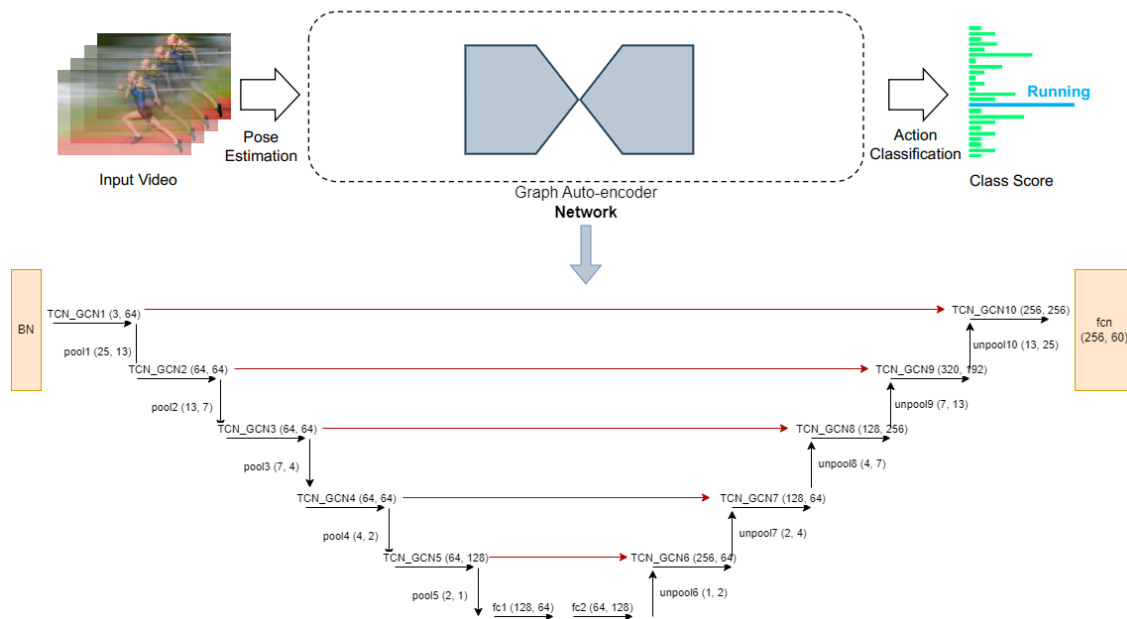 Input Video
Pose
Estimation
Graph Auto-encoder
Network
Action
Classification
Running
Class Score
BN
TCN_GCN1 (3, 64)
pool1 (25, 13)
TCN_GCN2 (64, 64)
pool2 (13, 7)
TCN_GCN3 (64, 64)
pool3 (7, 4)
TCN_GCN4 (64, 64)
pool4 (4, 2)
TCN_GCN5 (64, 128)
pool5 (2, 1)
fc1 (128, 64)
fc2 (64, 128)
unpool6 (1, 2)
TCN_GCN6 (256, 64)
unpool7 (2, 4)
TCN_GCN7 (128, 64)
unpool8 (4, 7)
TCN_GCN8 (128, 256)
unpool9 (7, 13)
TCN_GCN9 (320, 192)
unpool10 (13, 25)
TCN_GCN10 (256, 256)
fcn
(256, 60)